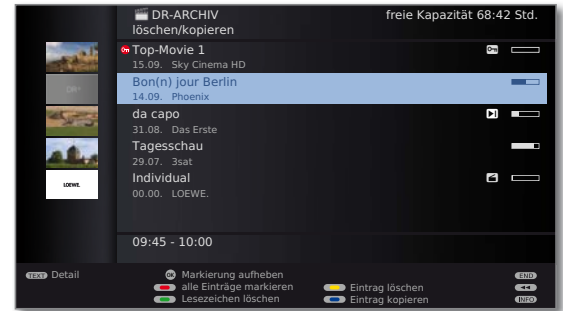 DR-ARCHIV
löschen/kopieren
freie Kapazität 68:42 Std.
Top-Movie 1
15.09. Sky Cinema HD
DR+
Bon(n) jour Berlin
14.09. Phoenix
da capo
31.08. Das Erste
Tagesschau
29.07. 3sat
LOEWE.
Individual
00.00. LOEWE.
09:45 - 10:00
TEXT Detail
OK Markierung aufheben
END
alle Einträge markieren
Eintrag löschen
Lesezeichen löschen
Eintrag kopieren
INFO